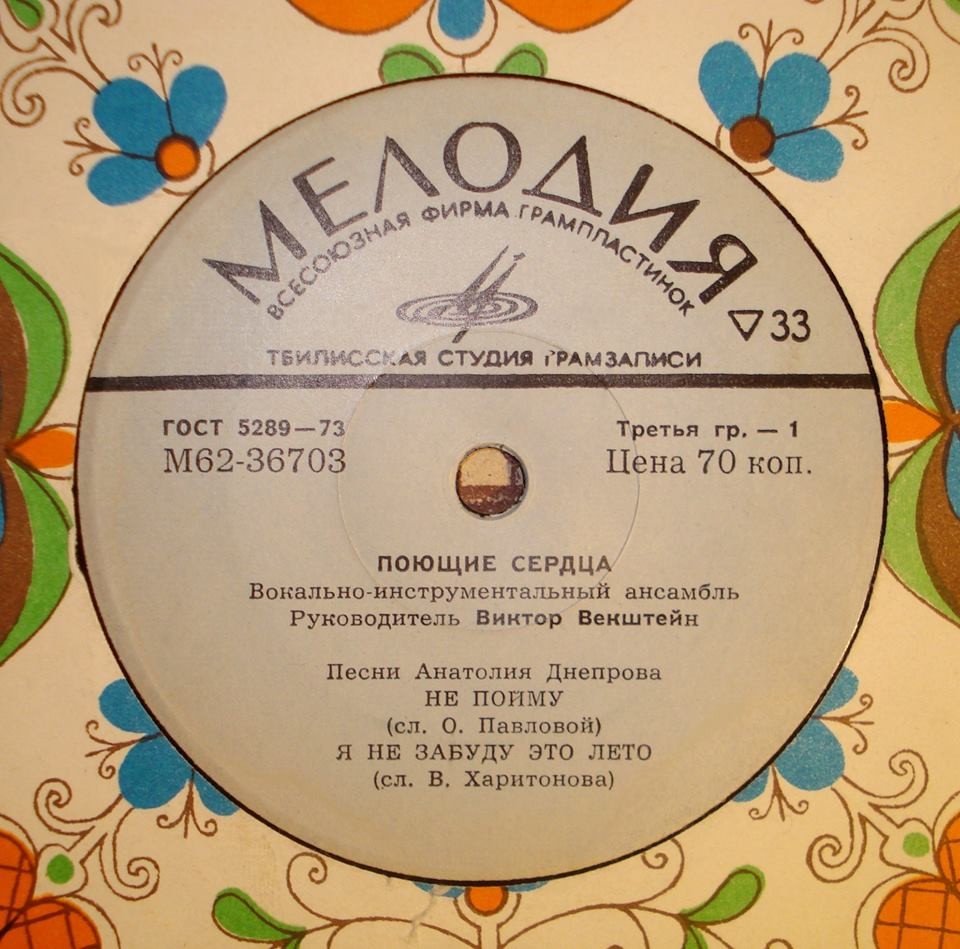 МЕЛОДИЯ
ВСЕСОЮЗНАЯ ФИРМА ГРАМПЛАСТИНОК
▽33
ТБИЛИССКАЯ СТУДИЯ ГРАМЗАПИСИ
ГОСТ 5289—73
Третья гр. — 1
М62-36703
Цена 70 коп.
ПОЮЩИЕ СЕРДЦА
Вокально-инструментальный ансамбль
Руководитель Виктор Векштейн
Песни Анатолия Днепрова
НЕ ПОЙМУ
(сл. О. Павловой)
Я НЕ ЗАБУДУ ЭТО ЛЕТО
(сл. В. Харитонова)